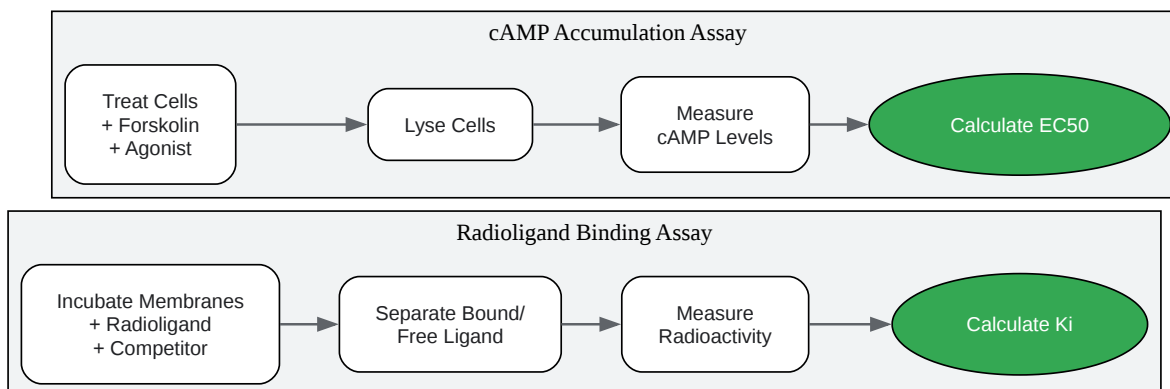 cAMP Accumulation Assay
Treat Cells
+ Forskolin
+ Agonist
Lyse Cells
Measure
cAMP Levels
Calculate EC50
Radioligand Binding Assay
Incubate Membranes
+ Radioligand
+ Competitor
Separate Bound/
Free Ligand
Measure
Radioactivity
Calculate Ki